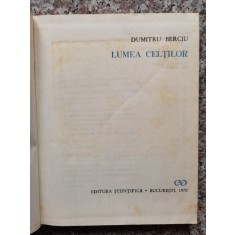 DUMITRU BERCIU
LUMEA CELȚILOR
EDITURA ȘTIINȚIFICĂ • BUCUREȘTI, 1970